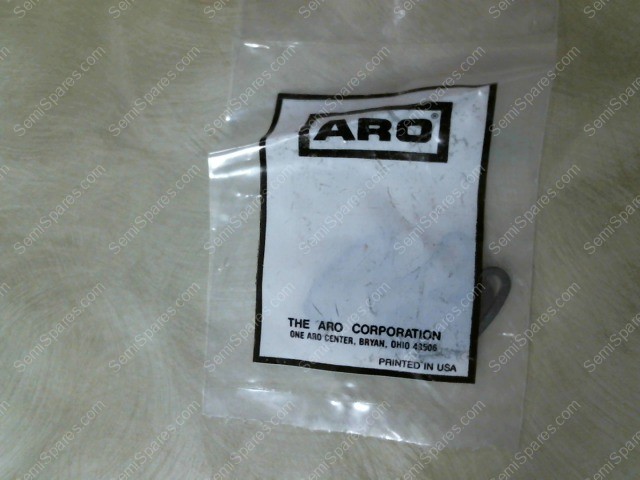 ARO
THE ARO CORPORATION
ONE ARO CENTER, BRYAN, OHIO 43506
PRINTED IN USA
SemiSpares.com